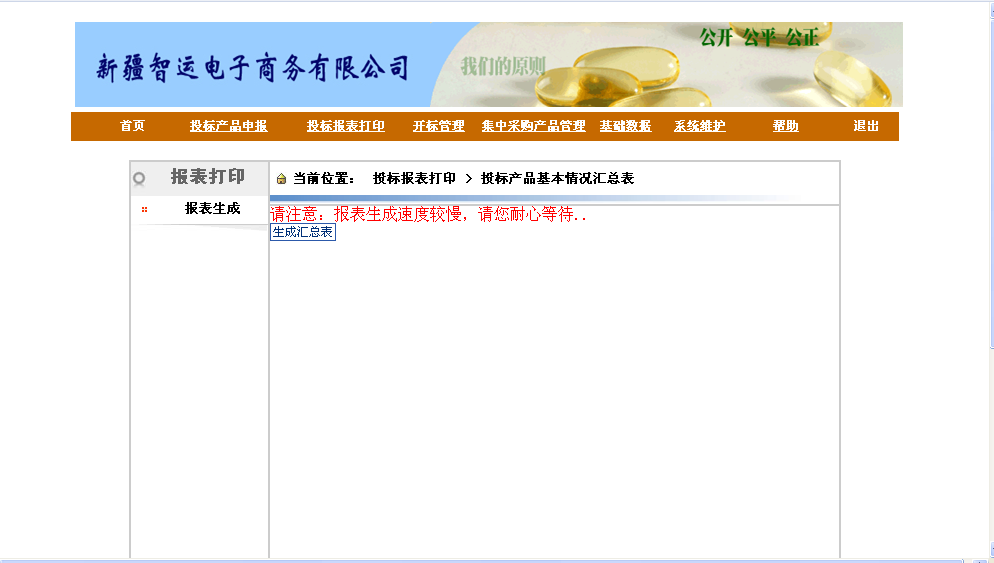 新疆智运电子商务有限公司
我们的原则
公开 公平 公正
首页 投标产品申报 投标报表打印 开标管理 集中采购产品管理 基础数据 系统维护 帮助 退出
报表打印
报表生成
当前位置： 投标报表打印 > 投标产品基本情况汇总表
请注意：报表生成速度较慢，请您耐心等待..
生成汇总表